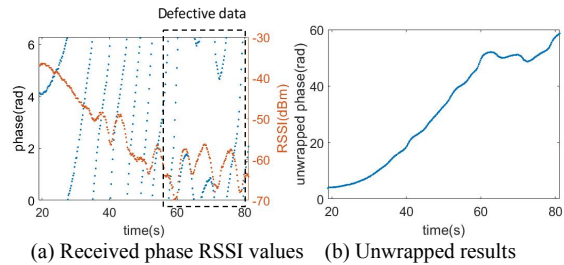 Defective data
6
4
2
0
phase(rad)
-30
-40
-50
-60
-70
RSSI(dBm)
20 40 60 80
time(s)
60
40
20
0
unwrapped phase(rad)
20 40 60 80
time(s)
(a) Received phase RSSI values (b) Unwrapped results